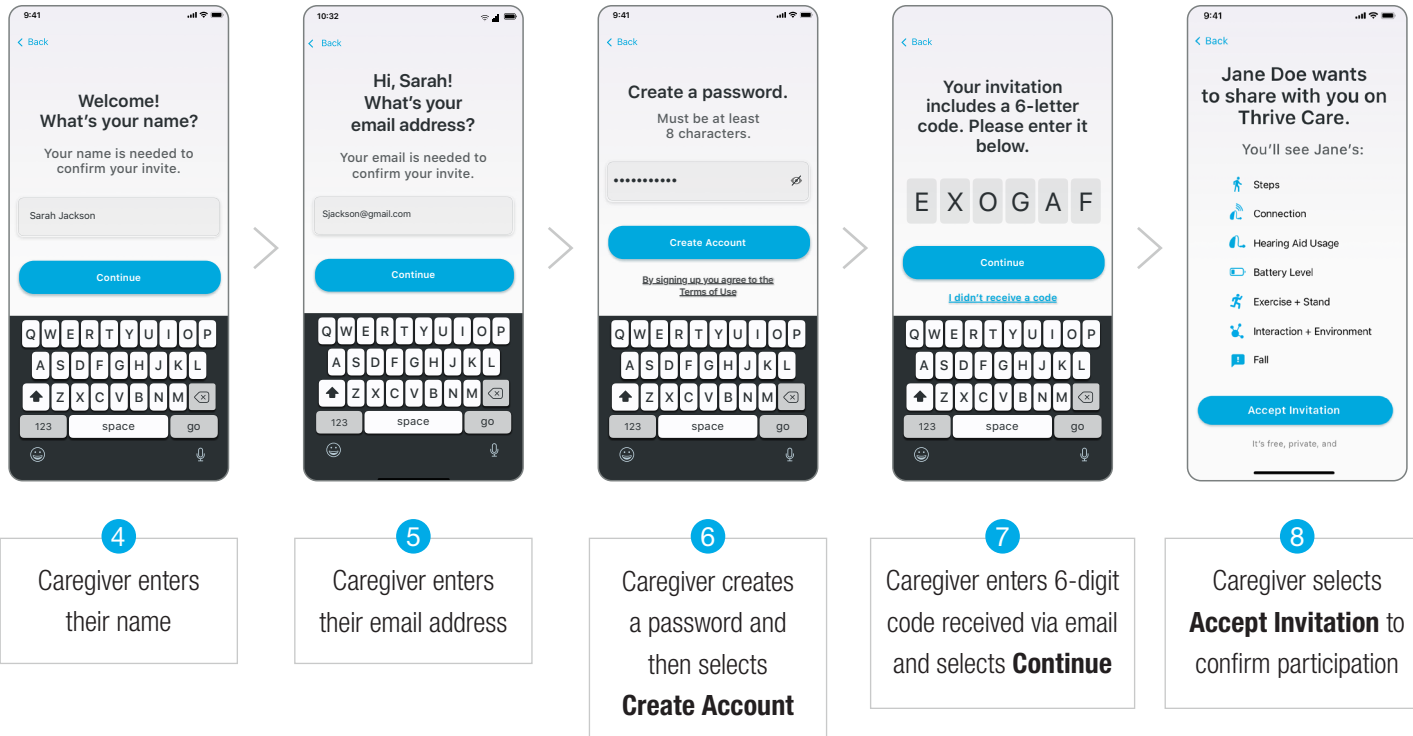 9:41
Back
Welcome!
What's your name?
Your name is needed to
confirm your invite.
Sarah Jackson
Continue
Q W E R T Y U I O P
A S D F G H J K L
Z X C V B N M
123 space go
4
Caregiver enters
their name
10:32
Back
Hi, Sarah!
What's your
email address?
Your email is needed to
confirm your invite.
Sjackson@gmail.com
Continue
Q W E R T Y U I O P
A S D F G H J K L
Z X C V B N M
123 space go
5
Caregiver enters
their email address
9:41
Back
Create a password.
Must be at least
8 characters.
•••••••••••
Create Account
By signing up you agree to the
Terms of Use
Q W E R T Y U I O P
A S D F G H J K L
Z X C V B N M
123 space go
6
Caregiver creates
a password and
then selects
Create Account
Back
Your invitation
includes a 6-letter
code. Please enter it
below.
E X O G A F
Continue
I didn't receive a code
Q W E R T Y U I O P
A S D F G H J K L
Z X C V B N M
123 space go
7
Caregiver enters 6-digit
code received via email
and selects Continue
9:41
Back
Jane Doe wants
to share with you on
Thrive Care.
You'll see Jane's:
Steps
Connection
Hearing Aid Usage
Battery Level
Exercise + Stand
Interaction + Environment
Fall
Accept Invitation
It's free, private, and
8
Caregiver selects
Accept Invitation to
confirm participation